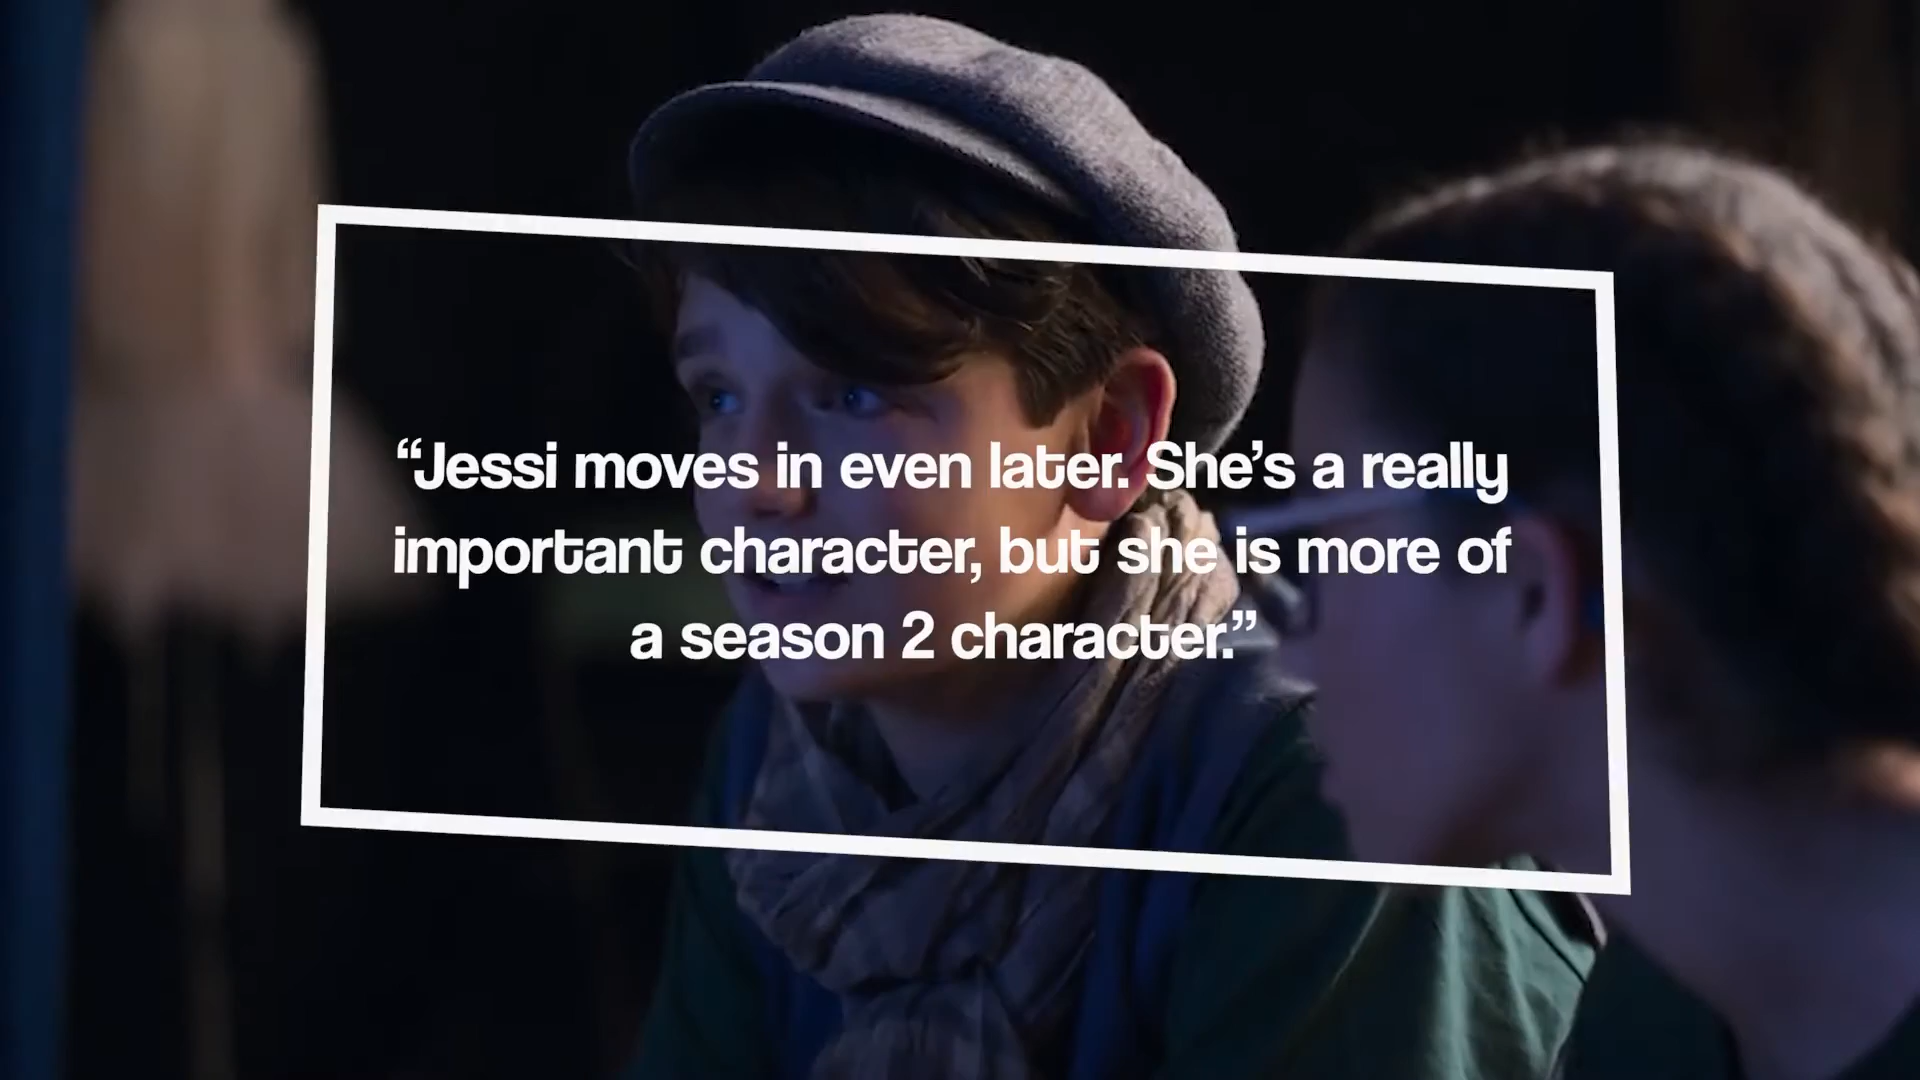 “Jessi moves in even later. She’s a really
important character, but she is more of
a season 2 character.”